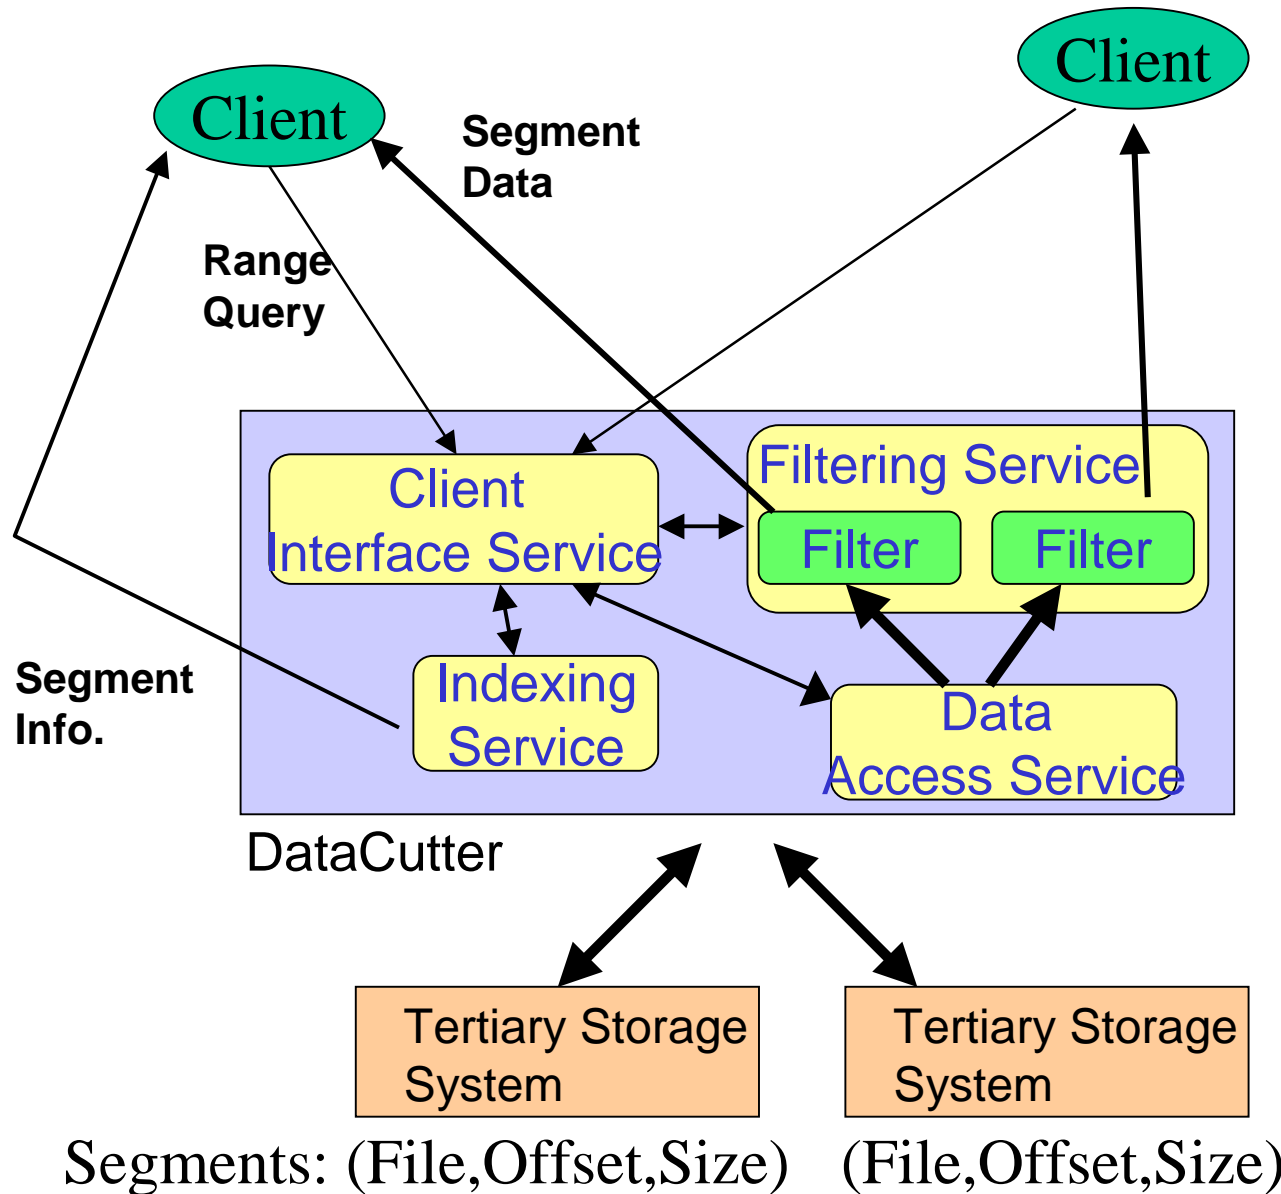 Client
Client
Segment
Data
Range
Query
Client
Interface Service
Filtering Service
Filter
Filter
Segment
Info.
Indexing
Service
Data
Access Service
DataCutter
Tertiary Storage
System
Tertiary Storage
System
Segments: (File,Offset,Size)
(File,Offset,Size)